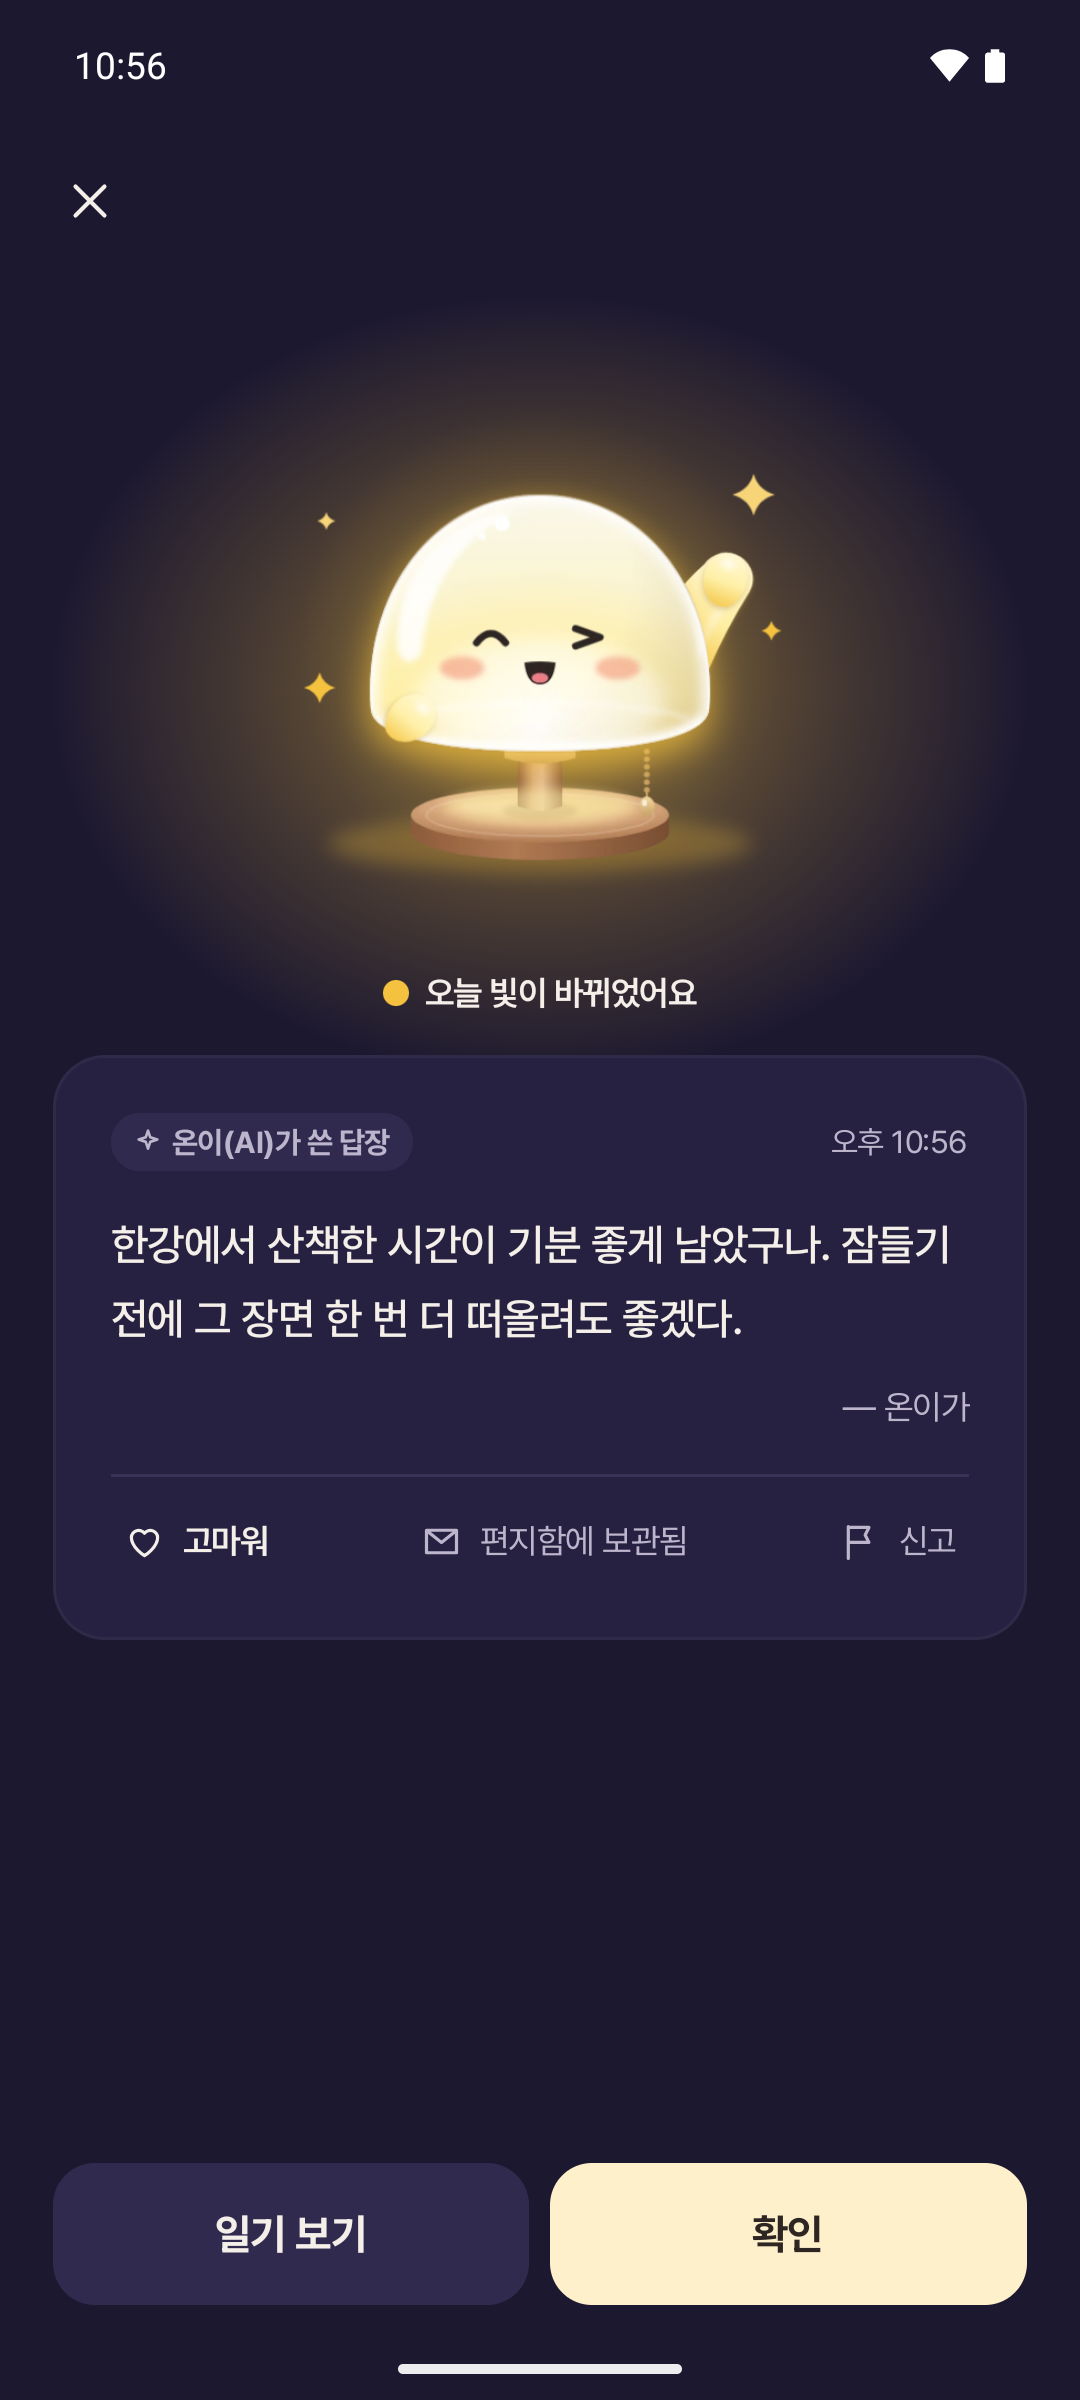 10:56
오늘 빛이 바뀌었어요
온이(AI)가 쓴 답장
오후 10:56
한강에서 산책한 시간이 기분 좋게 남았구나. 잠들기
전에 그 장면 한 번 더 떠올려도 좋겠다.
— 온이가
고마워
편지함에 보관됨
신고
일기 보기
확인